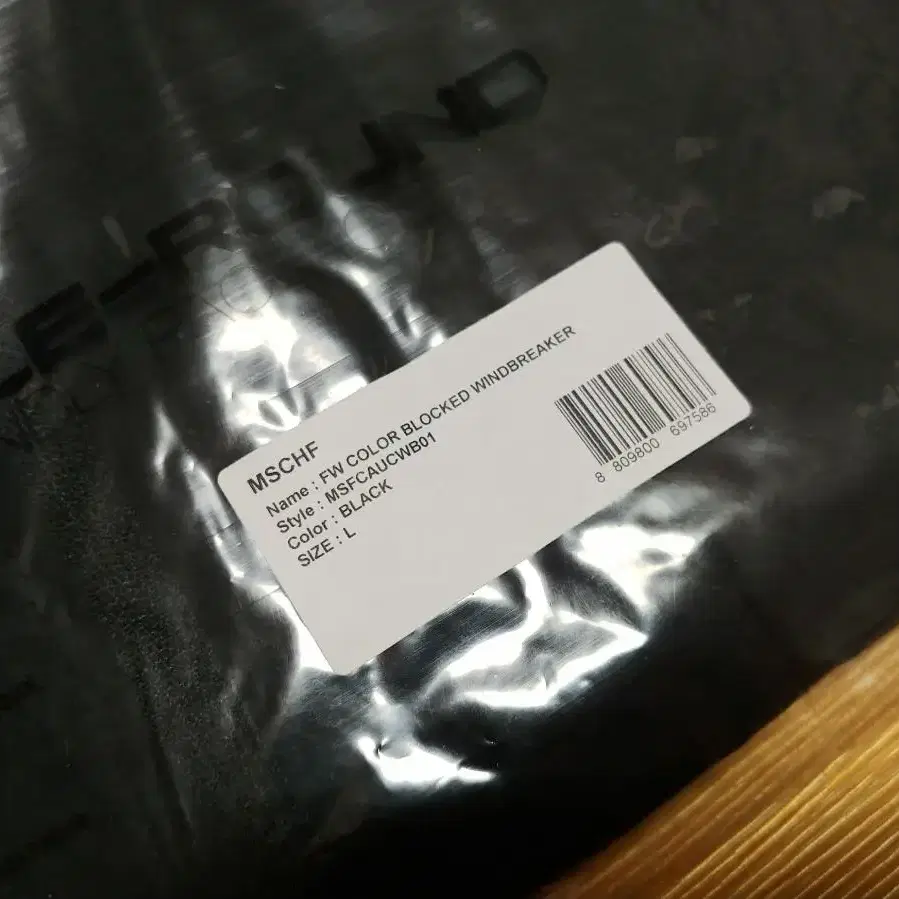 MSCHF
Name : FW COLOR BLOCKED WINDBREAKER
Style : MSFCAUCWB01
Color : BLACK
SIZE : L
8 809800 697586